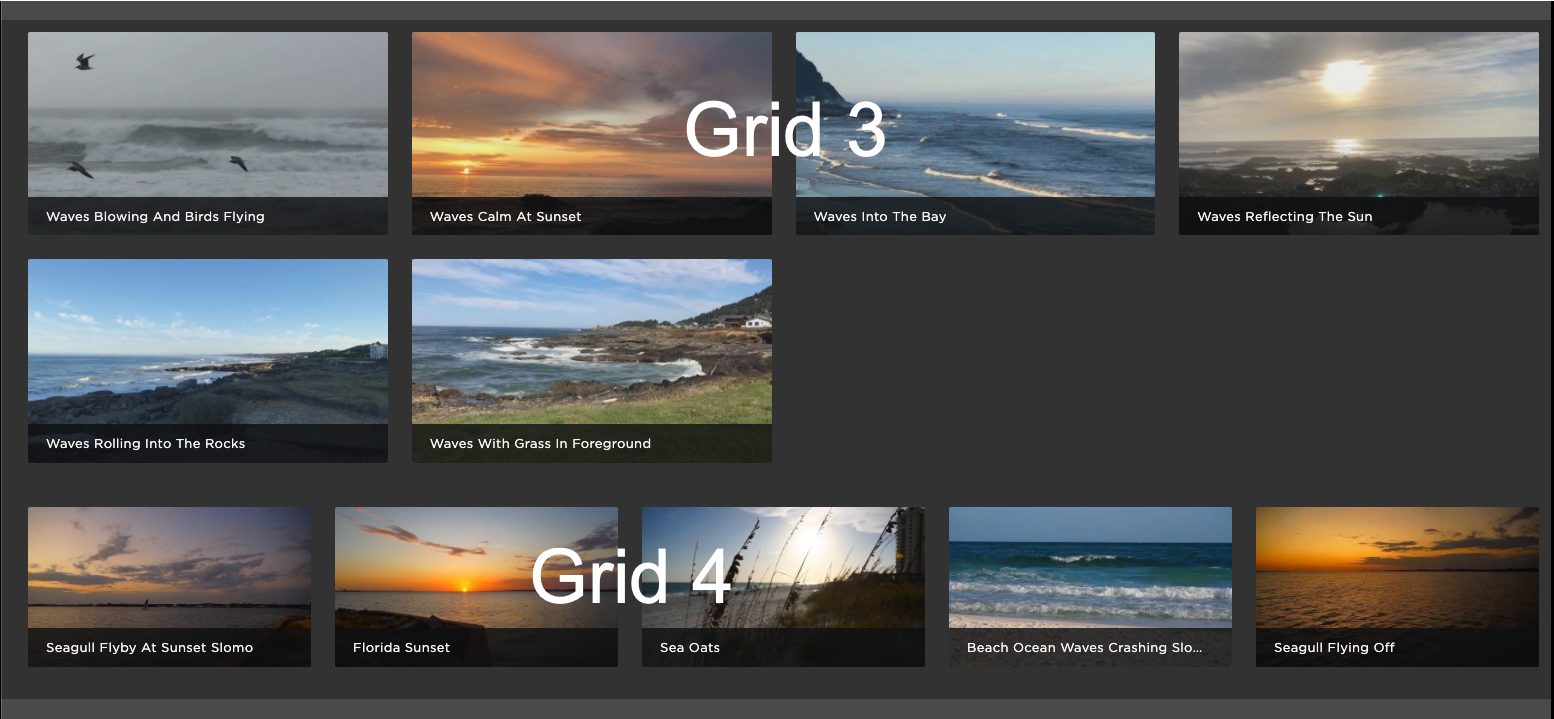 Grid 3
Waves Blowing And Birds Flying
Waves Calm At Sunset
Waves Into The Bay
Waves Reflecting The Sun
Waves Rolling Into The Rocks
Waves With Grass In Foreground
Grid 4
Seagull Flyby At Sunset Slomo
Florida Sunset
Sea Oats
Beach Ocean Waves Crashing Slo...
Seagull Flying Off